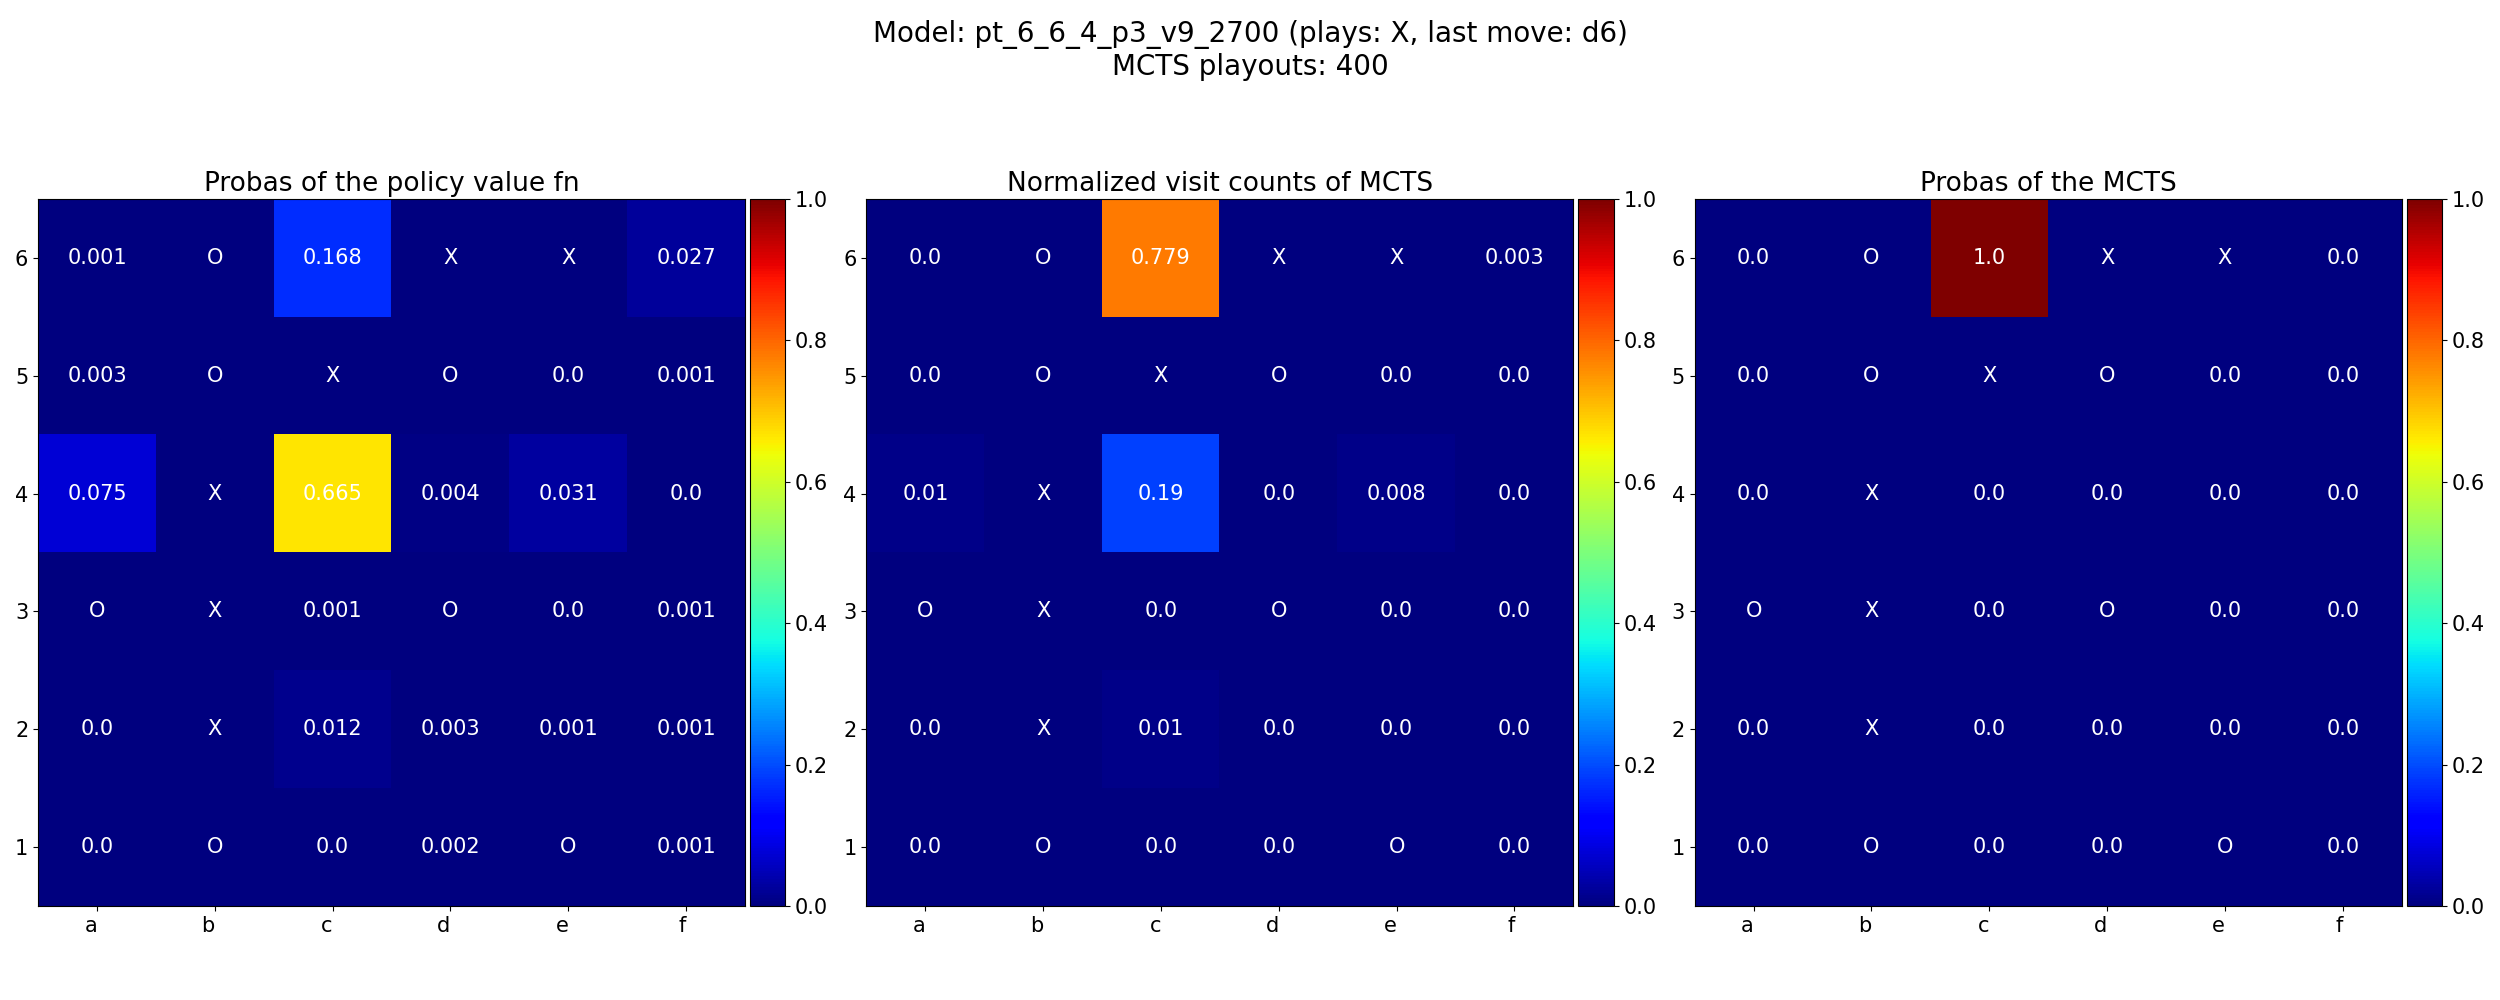 Model: pt_6_6_4_p3_v9_2700 (plays: X, last move: d6)
MCTS playouts: 400
Probas of the policy value fn
6 0.001 O 0.168 X X 0.027
5 0.003 O X O 0.0 0.001
4 0.075 X 0.665 0.004 0.031 0.0
3 O X 0.001 O 0.0 0.001
2 0.0 X 0.012 0.003 0.001 0.001
1 0.0 O 0.0 0.002 O 0.001
a b c d e f
1.0
0.8
0.6
0.4
0.2
0.0
Normalized visit counts of MCTS
6 0.0 O 0.779 X X 0.003
5 0.0 O X O 0.0 0.0
4 0.01 X 0.19 0.0 0.008 0.0
3 O X 0.0 O 0.0 0.0
2 0.0 X 0.01 0.0 0.0 0.0
1 0.0 O 0.0 0.0 O 0.0
a b c d e f
1.0
0.8
0.6
0.4
0.2
0.0
Probas of the MCTS
6 0.0 O 1.0 X X 0.0
5 0.0 O X O 0.0 0.0
4 0.0 X 0.0 0.0 0.0 0.0
3 O X 0.0 O 0.0 0.0
2 0.0 X 0.0 0.0 0.0 0.0
1 0.0 O 0.0 0.0 O 0.0
a b c d e f
1.0
0.8
0.6
0.4
0.2
0.0